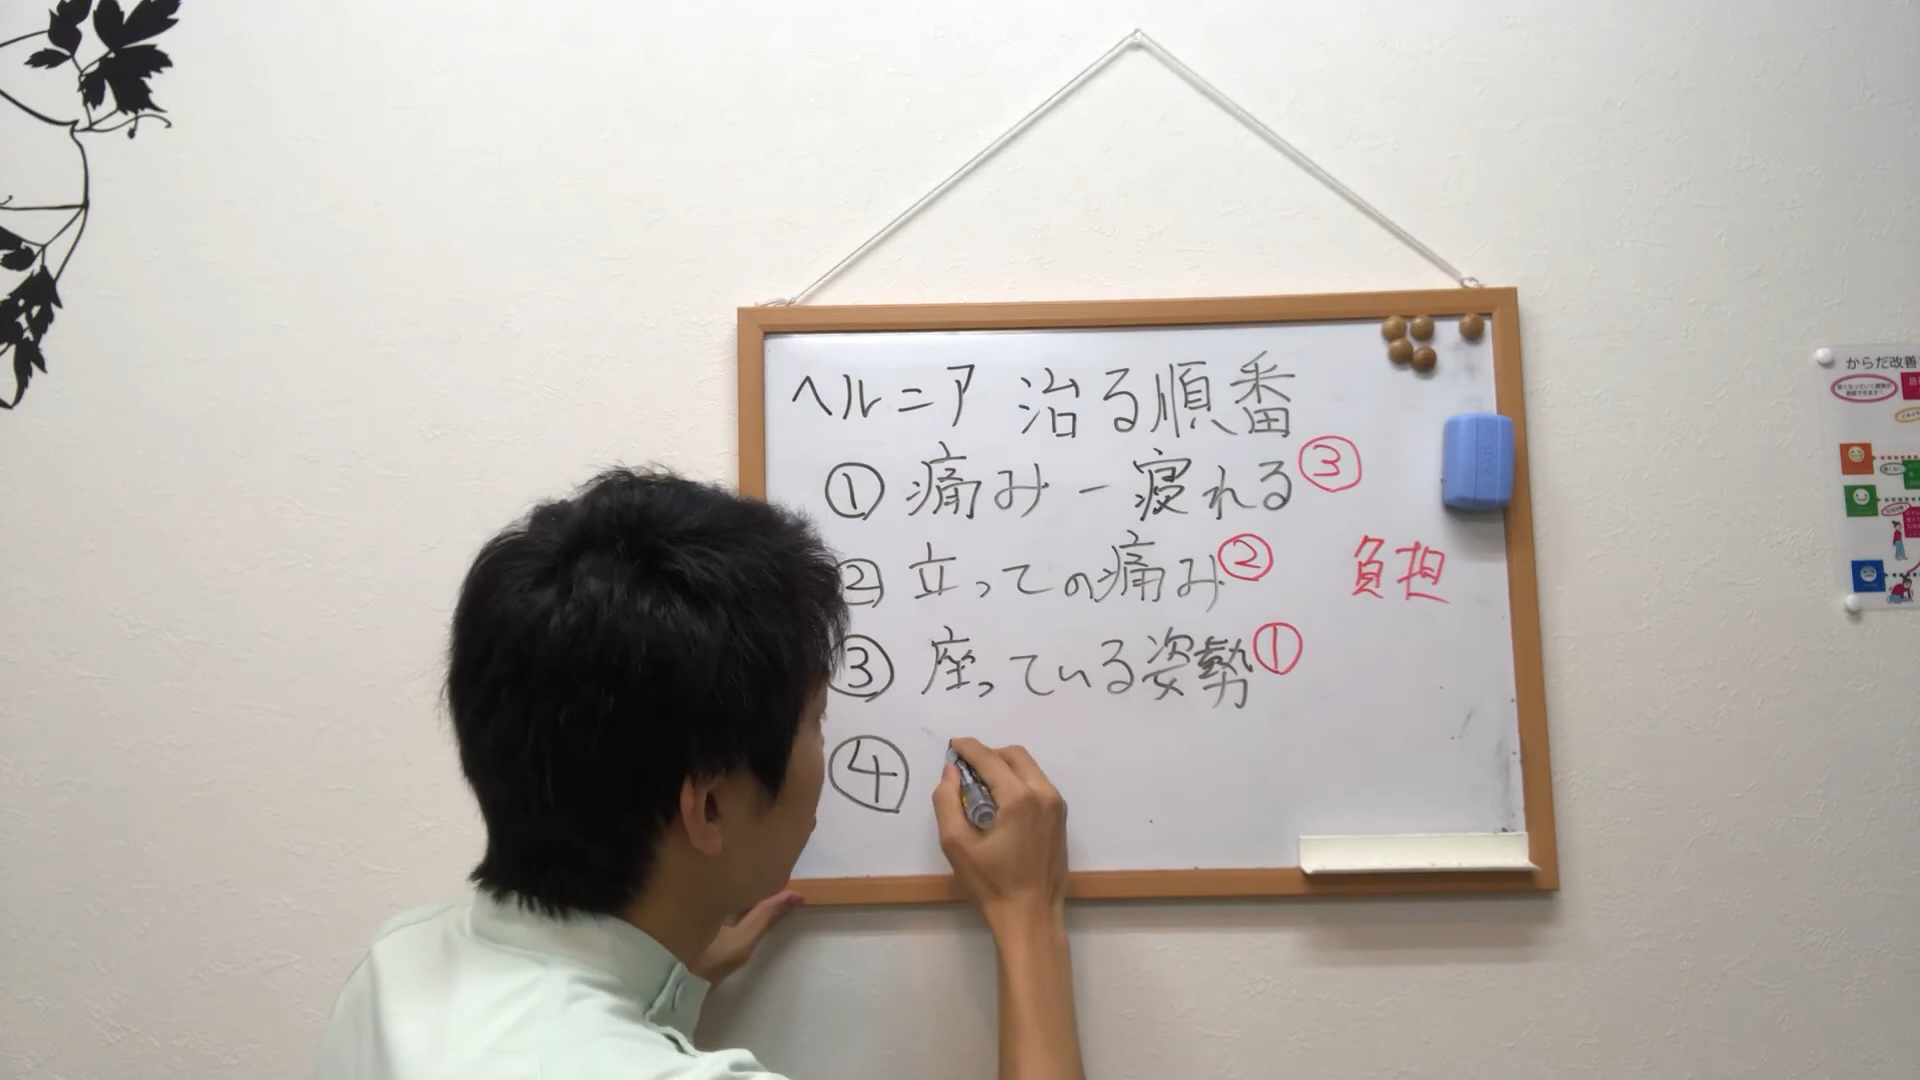 ヘルニア 治る順番
① 痛み － 寝れる ③
② 立っての痛み ②
負担
③ 座っている姿勢 ①
④
からだ改善